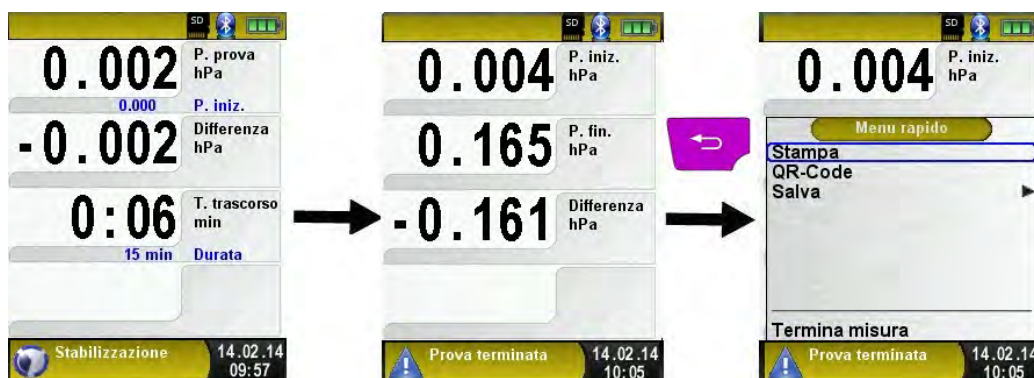 SD
0.002 P. prova
hPa
0.000 P. iniz.
-0.002 Differenza
hPa
0:06 T. trascorso
min
15 min Durata
Stabilizzazione 14.02.14
09:57
SD
0.004 P. iniz.
hPa
0.165 P. fin.
hPa
-0.161 Differenza
hPa
Prova terminata 14.02.14
10:05
SD
0.004 P. iniz.
hPa
Menu rapido
Stampa
QR-Code
Salva
Termina misura
Prova terminata 14.02.14
10:05